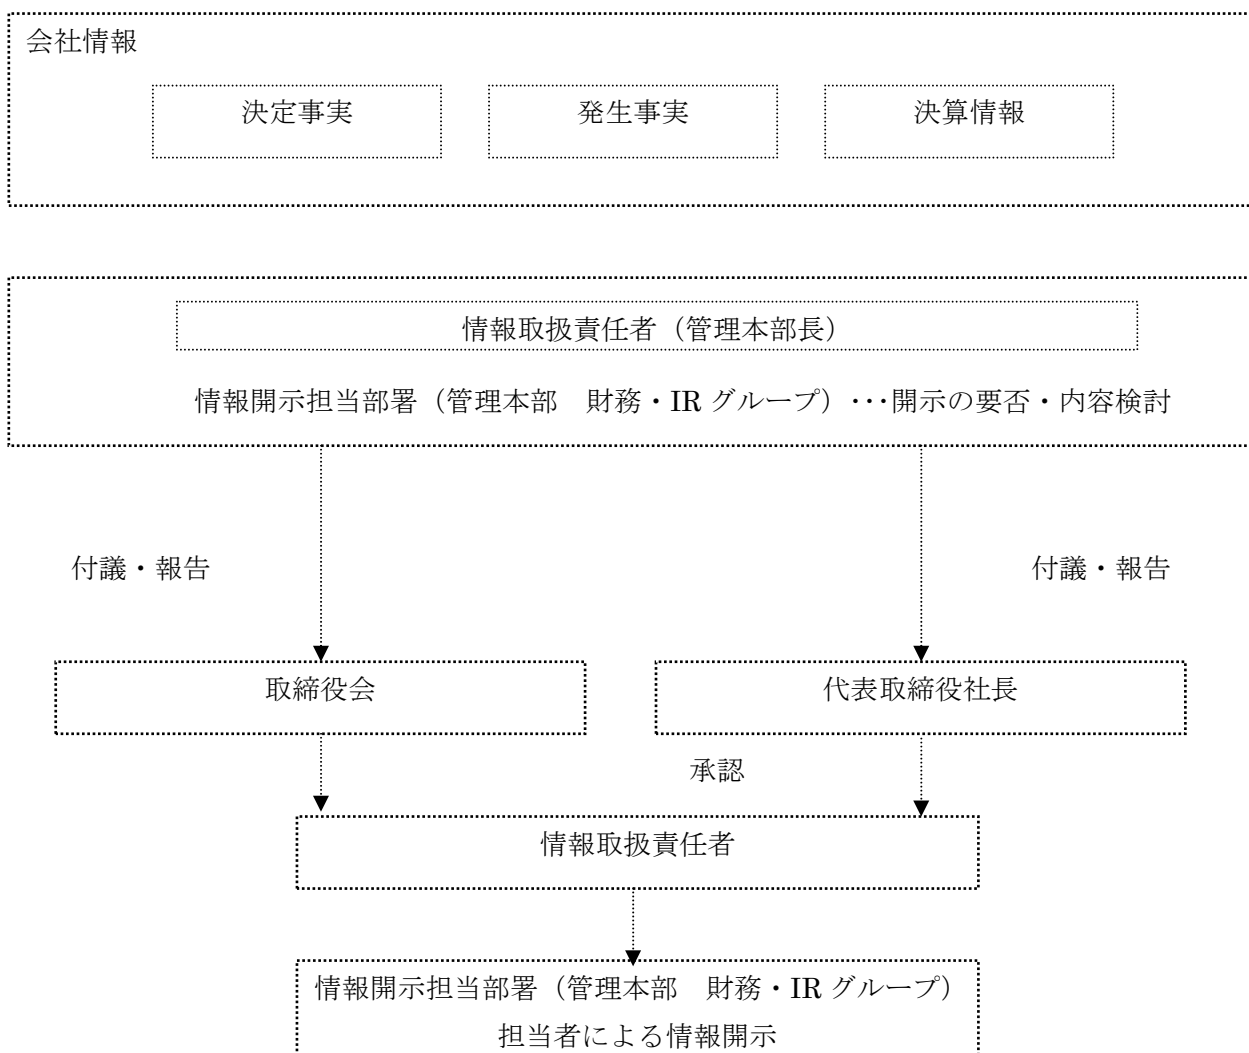 会社情報
決定事実
発生事実
決算情報
情報取扱責任者（管理本部長）
情報開示担当部署（管理本部　財務・IR グループ）･･･開示の要否・内容検討
付議・報告
付議・報告
取締役会
代表取締役社長
承認
情報取扱責任者
情報開示担当部署（管理本部　財務・IR グループ）
担当者による情報開示